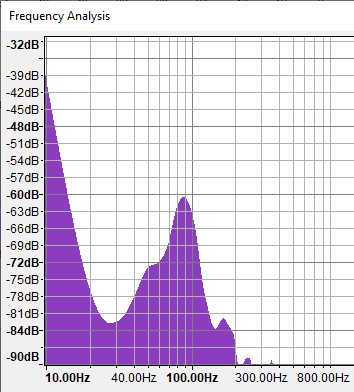 Frequency Analysis
-32dB
-39dB
-42dB
-45dB
-48dB
-51dB
-54dB
-57dB
-60dB
-63dB
-66dB
-69dB
-72dB
-75dB
-78dB
-81dB
-84dB
-90dB
10.00Hz 40.00Hz 100.00Hz 300.00Hz 800.00Hz